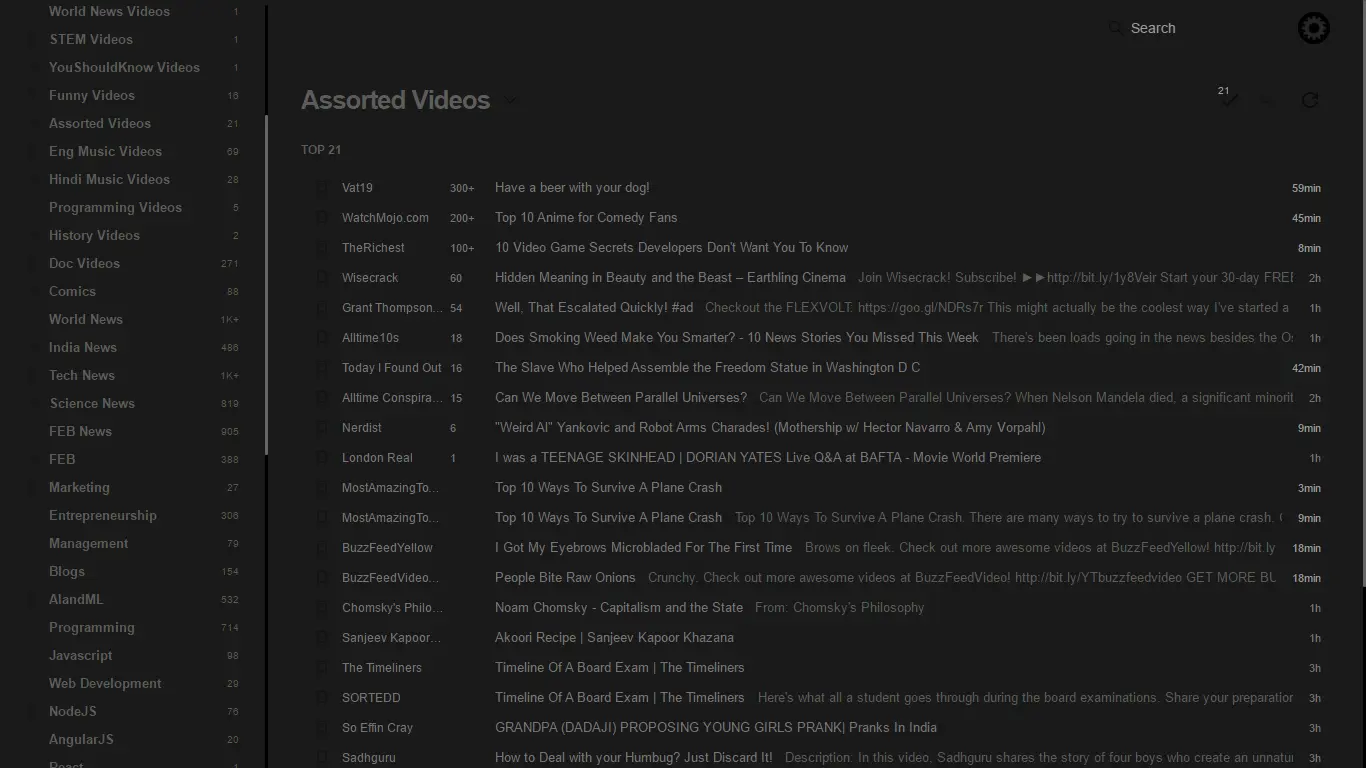 World News Videos 1
STEM Videos 1
YouShouldKnow Videos 1
Funny Videos 18
Assorted Videos 21
Eng Music Videos 69
Hindi Music Videos 28
Programming Videos 5
History Videos 2
Doc Videos 271
Comics 88
World News 1K+
India News 486
Tech News 1K+
Science News 819
FEB News 905
FEB 388
Marketing 27
Entrepreneurship 306
Management 79
Blogs 154
AIandML 532
Programming 714
Javascript 98
Web Development 29
NodeJS 76
AngularJS 20
React 1
Search
Assorted Videos
21
TOP 21
Vat19 300+ Have a beer with your dog! 59min
WatchMojo.com 200+ Top 10 Anime for Comedy Fans 45min
TheRichest 100+ 10 Video Game Secrets Developers Don't Want You To Know 8min
Wisecrack 60 Hidden Meaning in Beauty and the Beast – Earthling Cinema Join Wisecrack! Subscribe! ►►http://bit.ly/1y8Veir Start your 30-day FREE 2h
Grant Thompson... 54 Well, That Escalated Quickly! #ad Checkout the FLEXVOLT: https://goo.gl/NDRs7r This might actually be the coolest way I've started a 1h
Alltime10s 18 Does Smoking Weed Make You Smarter? - 10 News Stories You Missed This Week There's been loads going in the news besides the Os 1h
Today I Found Out 16 The Slave Who Helped Assemble the Freedom Statue in Washington D C 42min
Alltime Conspira... 15 Can We Move Between Parallel Universes? Can We Move Between Parallel Universes? When Nelson Mandela died, a significant minorit 2h
Nerdist 6 "Weird Al" Yankovic and Robot Arms Charades! (Mothership w/ Hector Navarro & Amy Vorpahl) 9min
London Real 1 I was a TEENAGE SKINHEAD | DORIAN YATES Live Q&A at BAFTA - Movie World Premiere 1h
MostAmazingTo... Top 10 Ways To Survive A Plane Crash 3min
MostAmazingTo... Top 10 Ways To Survive A Plane Crash Top 10 Ways To Survive A Plane Crash. There are many ways to try to survive a plane crash. 9min
BuzzFeedYellow I Got My Eyebrows Microbladed For The First Time Brows on fleek. Check out more awesome videos at BuzzFeedYellow! http://bit.ly 18min
BuzzFeedVideo... People Bite Raw Onions Crunchy. Check out more awesome videos at BuzzFeedVideo! http://bit.ly/YTbuzzfeedvideo GET MORE BU 18min
Chomsky's Philo... Noam Chomsky - Capitalism and the State From: Chomsky's Philosophy 1h
Sanjeev Kapoor... Akoori Recipe | Sanjeev Kapoor Khazana 1h
The Timeliners Timeline Of A Board Exam | The Timeliners 3h
SORTEDD Timeline Of A Board Exam | The Timeliners Here's what all a student goes through during the board examinations. Share your preparation 3h
So Effin Cray GRANDPA (DADAJI) PROPOSING YOUNG GIRLS PRANK| Pranks In India 3h
Sadhguru How to Deal with your Humbug? Just Discard It! Description: In this video, Sadhguru shares the story of four boys who create an unnatur 3h